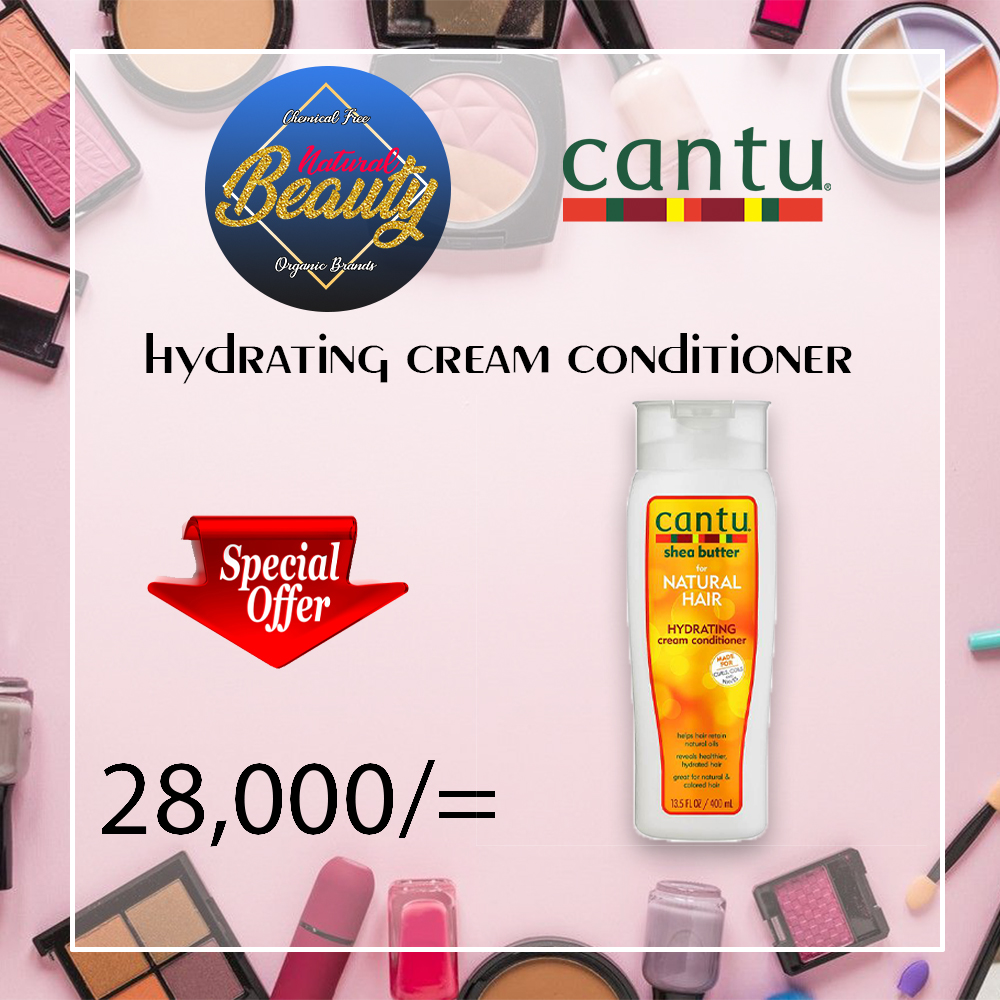 Chemical Free
Natural
Beauty
Organic Brands
cantu®
HYDRATING CREAM CONDITIONER
Special
Offer
28,000/=
cantu®
shea butter
for
NATURAL
HAIR
HYDRATING
cream conditioner
MADE
FOR
CURLS, COILS
AND
WAVES
helps hair retain
natural oils
reveals healthier,
hydrated hair
great for natural &
colored hair
13.5 FL OZ / 400 mL